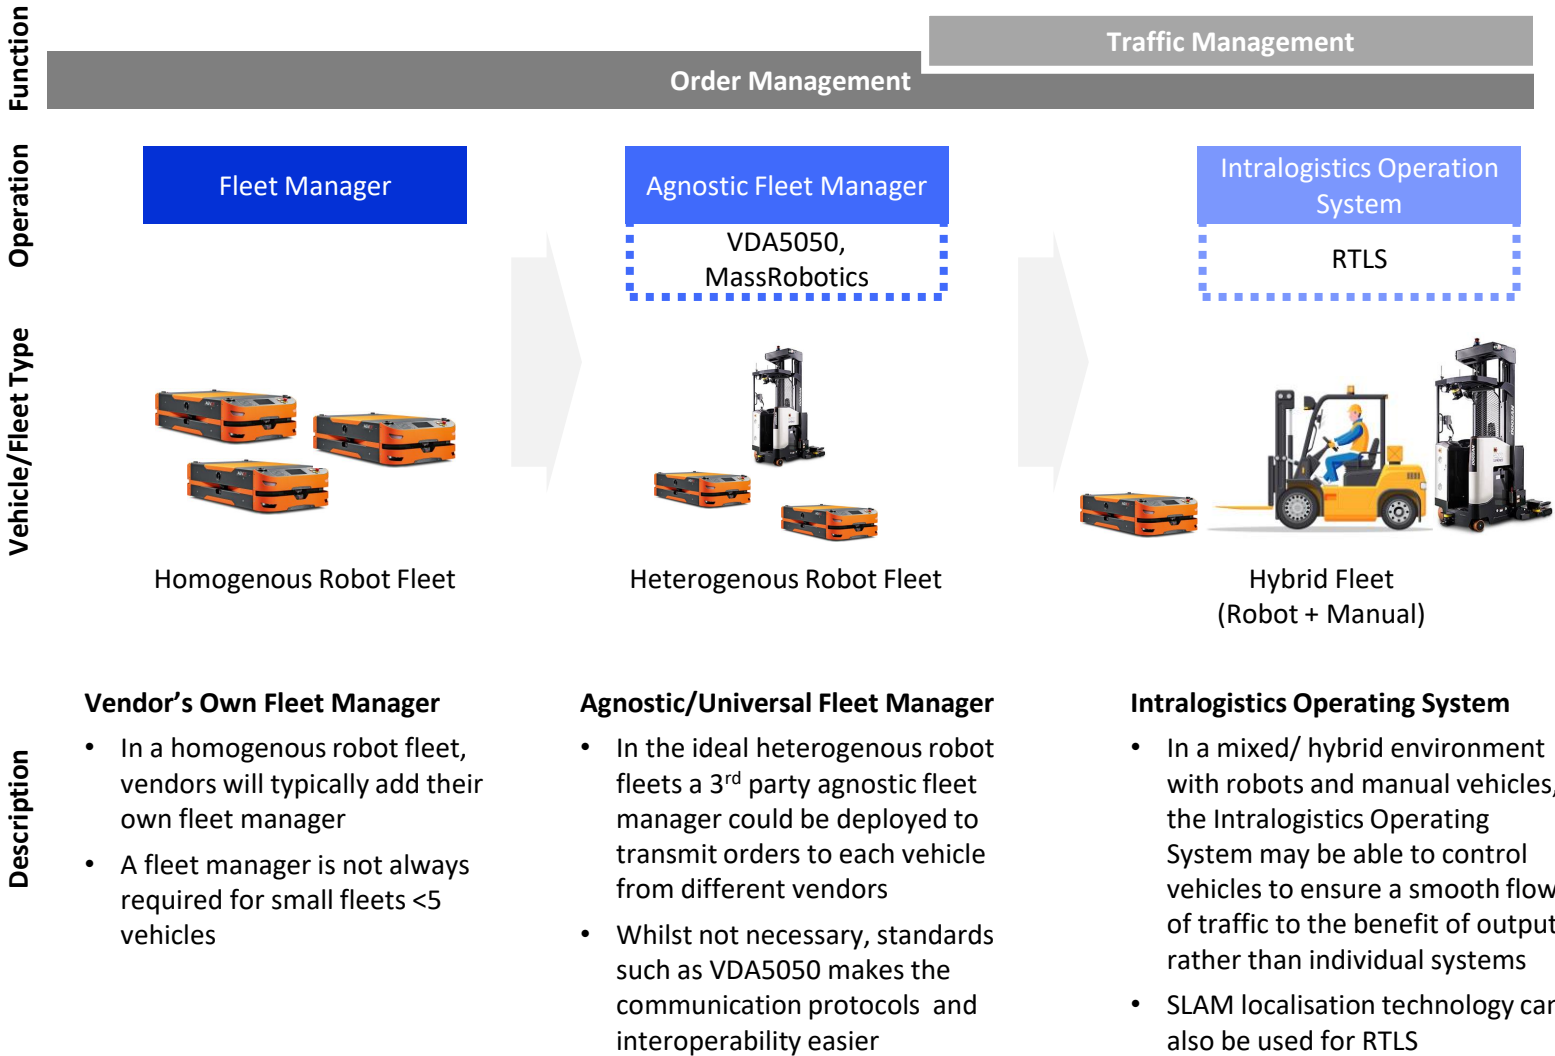 Function
Traffic Management
Order Management
Operation
Fleet Manager
Agnostic Fleet Manager
VDA5050,
MassRobotics
Intralogistics Operation
System
RTLS
Vehicle/Fleet Type
Homogenous Robot Fleet
Heterogenous Robot Fleet
Hybrid Fleet
(Robot + Manual)
Description
Vendor's Own Fleet Manager
• In a homogenous robot fleet,
vendors will typically add their
own fleet manager
• A fleet manager is not always
required for small fleets <5
vehicles
Agnostic/Universal Fleet Manager
• In the ideal heterogenous robot
fleets a 3rd party agnostic fleet
manager could be deployed to
transmit orders to each vehicle
from different vendors
• Whilst not necessary, standards
such as VDA5050 makes the
communication protocols and
interoperability easier
Intralogistics Operating System
• In a mixed/ hybrid environment
with robots and manual vehicles,
the Intralogistics Operating
System may be able to control
vehicles to ensure a smooth flow
of traffic to the benefit of output
rather than individual systems
• SLAM localisation technology can
also be used for RTLS